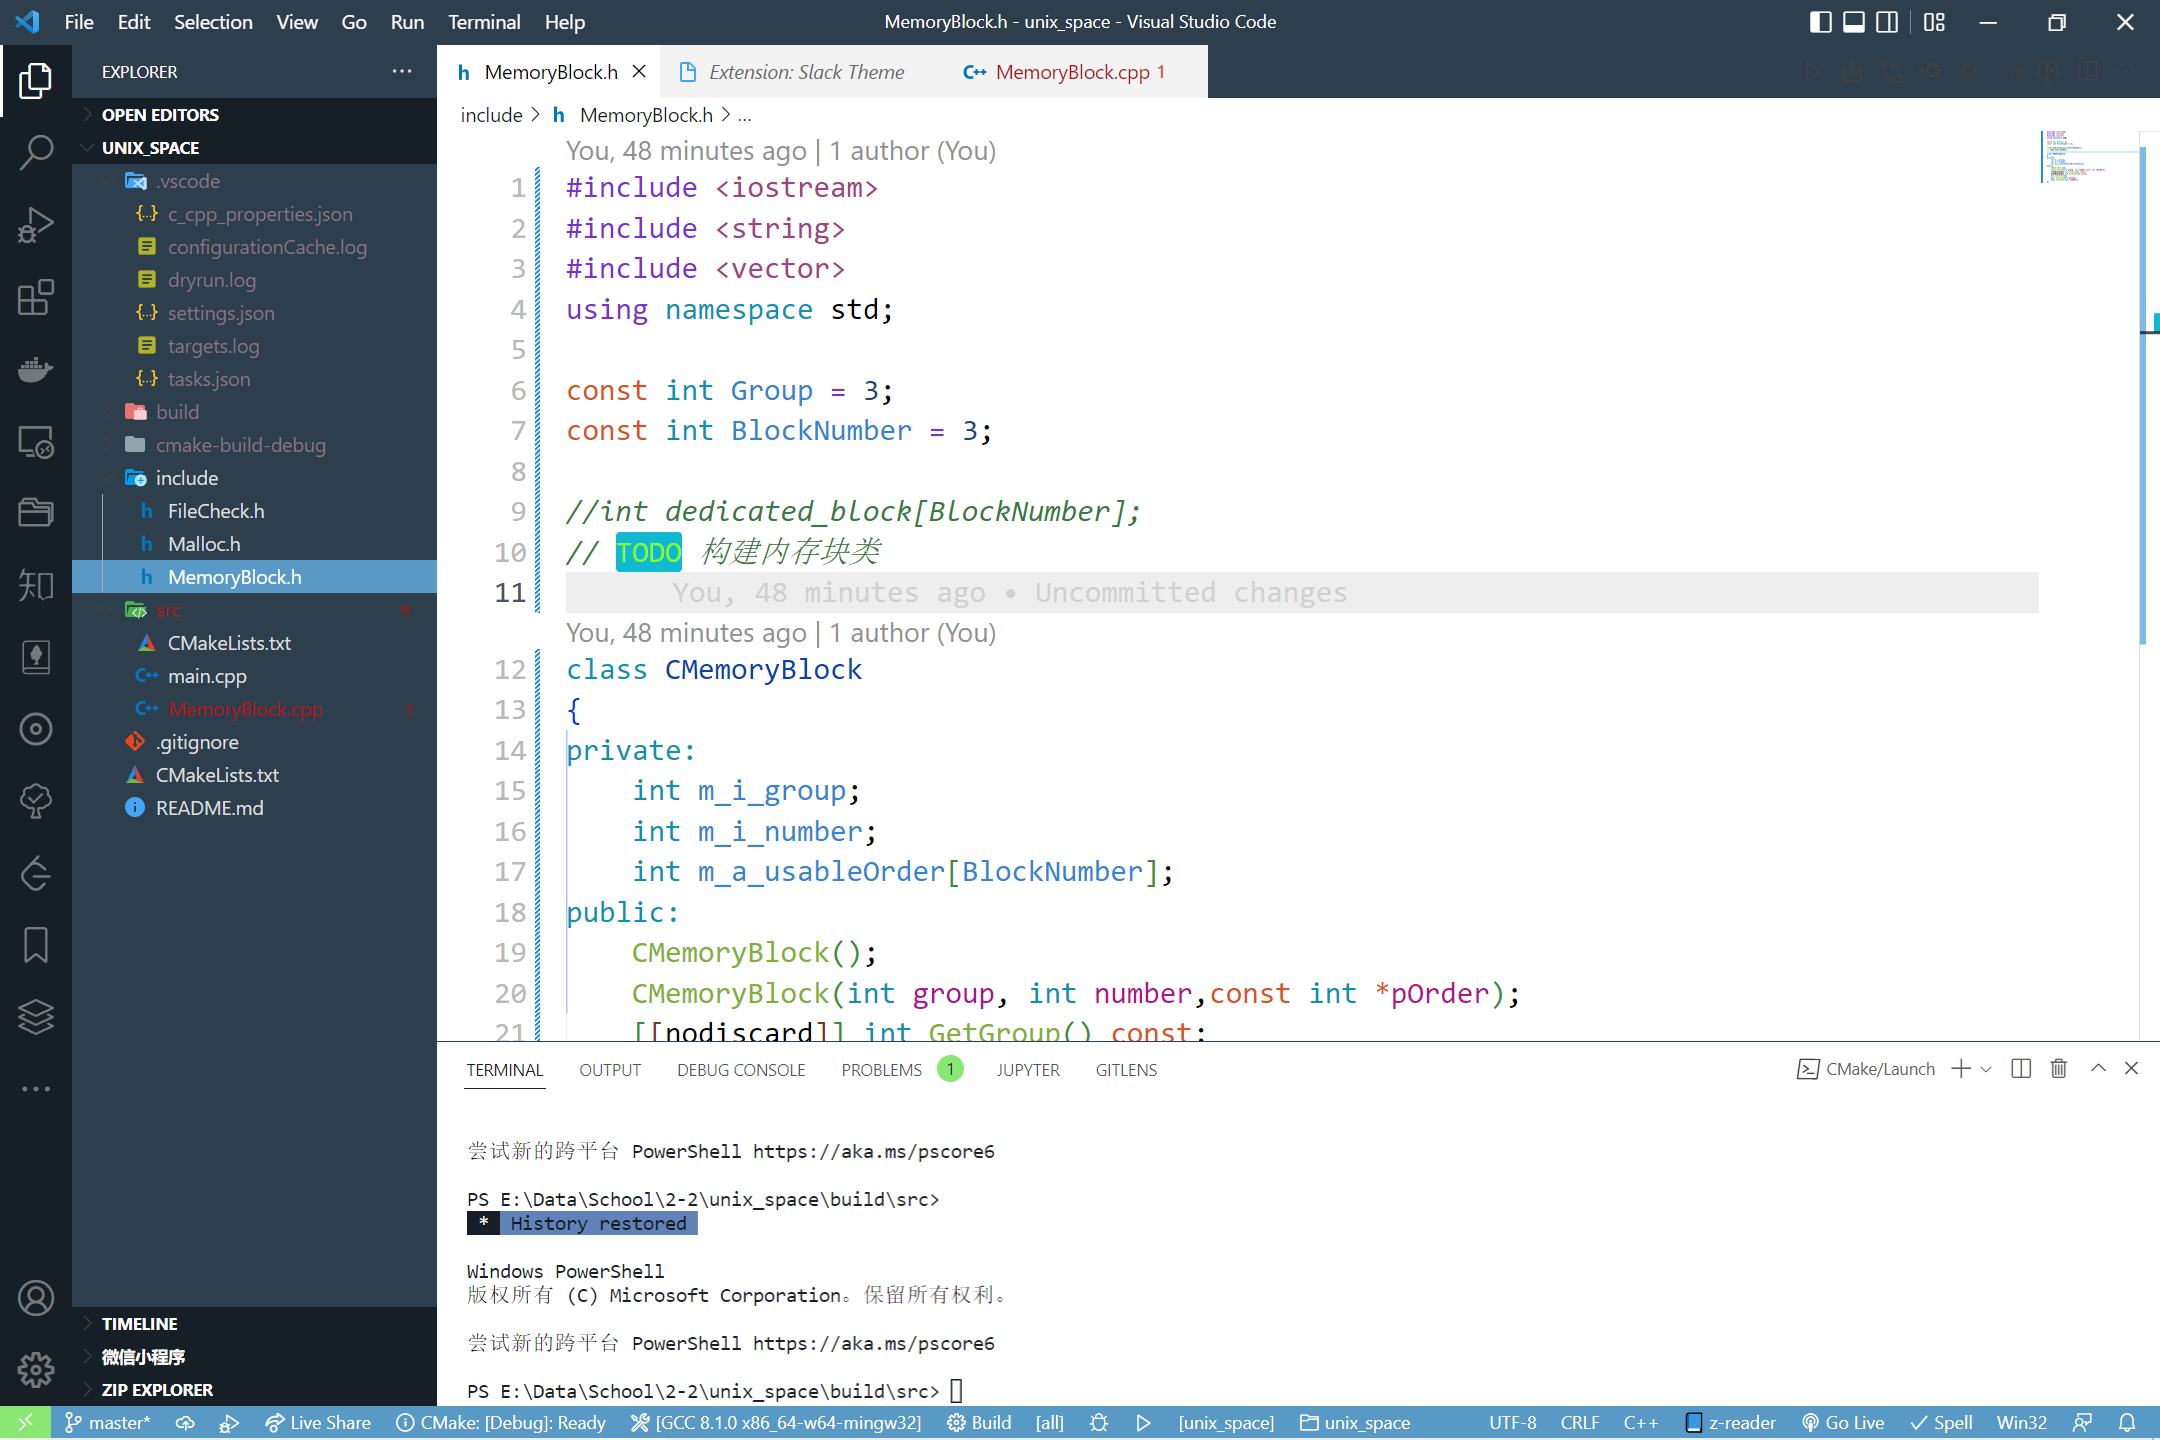 File Edit Selection View Go Run Terminal Help
MemoryBlock.h - unix_space - Visual Studio Code
EXPLORER
OPEN EDITORS
UNIX_SPACE
.vscode
c_cpp_properties.json
configurationCache.log
dryrun.log
settings.json
targets.log
tasks.json
build
cmake-build-debug
include
FileCheck.h
Malloc.h
MemoryBlock.h
src
CMakeLists.txt
main.cpp
MemoryBlock.cpp 1
.gitignore
CMakeLists.txt
README.md
TIMELINE
微信小程序
ZIP EXPLORER
MemoryBlock.h
Extension: Slack Theme
MemoryBlock.cpp 1
include > MemoryBlock.h > ...
You, 48 minutes ago | 1 author (You)
1 #include <iostream>
2 #include <string>
3 #include <vector>
4 using namespace std;
5
6 const int Group = 3;
7 const int BlockNumber = 3;
8
9 //int dedicated_block[BlockNumber];
10 // TODO 构建内存块类
11 You, 48 minutes ago • Uncommitted changes
You, 48 minutes ago | 1 author (You)
12 class CMemoryBlock
13 {
14 private:
15 int m_i_group;
16 int m_i_number;
17 int m_a_usableOrder[BlockNumber];
18 public:
19 CMemoryBlock();
20 CMemoryBlock(int group, int number,const int *pOrder);
21 [[nodiscard]] int GetGroup() const;
TERMINAL OUTPUT DEBUG CONSOLE PROBLEMS 1 JUPYTER GITLENS
CMake/Launch
尝试新的跨平台 PowerShell https://aka.ms/pscore6
PS E:\Data\School\2-2\unix_space\build\src>
* History restored
Windows PowerShell
版权所有 (C) Microsoft Corporation。保留所有权利。
尝试新的跨平台 PowerShell https://aka.ms/pscore6
PS E:\Data\School\2-2\unix_space\build\src>
master* Live Share CMake: [Debug]: Ready [GCC 8.1.0 x86_64-w64-mingw32] Build [all] [unix_space] unix_space UTF-8 CRLF C++ z-reader Go Live Spell Win32